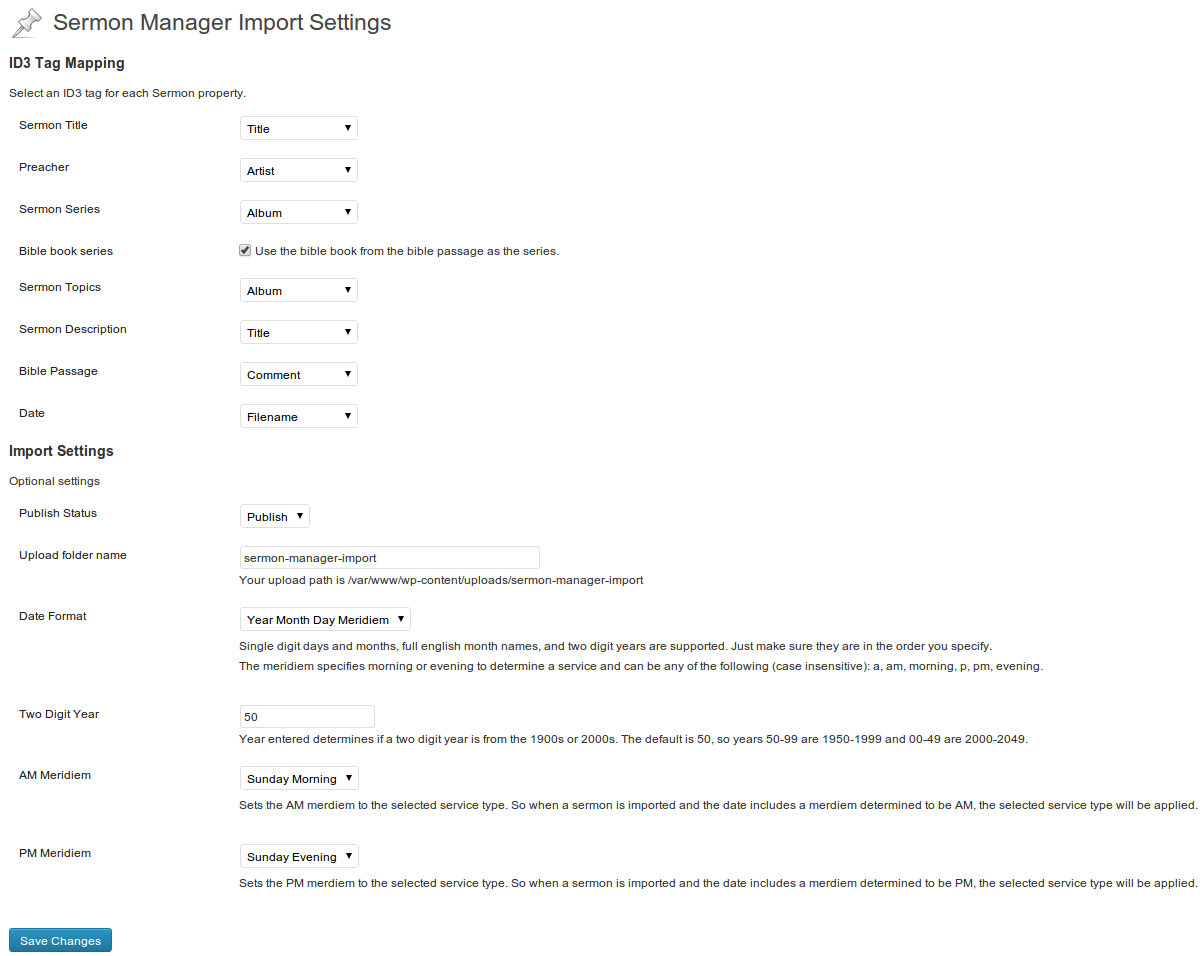 Sermon Manager Import Settings
ID3 Tag Mapping
Select an ID3 tag for each Sermon property.
Sermon Title Title
Preacher Artist
Sermon Series Album
Bible book series Use the bible book from the bible passage as the series.
Sermon Topics Album
Sermon Description Title
Bible Passage Comment
Date Filename
Import Settings
Optional settings
Publish Status Publish
Upload folder name sermon-manager-import
Your upload path is /var/www/wp-content/uploads/sermon-manager-import
Date Format Year Month Day Meridiem
Single digit days and months, full english month names, and two digit years are supported. Just make sure they are in the order you specify.
The meridiem specifies morning or evening to determine a service and can be any of the following (case insensitive): a, am, morning, p, pm, evening.
Two Digit Year 50
Year entered determines if a two digit year is from the 1900s or 2000s. The default is 50, so years 50-99 are 1950-1999 and 00-49 are 2000-2049.
AM Meridiem Sunday Morning
Sets the AM merdiem to the selected service type. So when a sermon is imported and the date includes a merdiem determined to be AM, the selected service type will be applied.
PM Meridiem Sunday Evening
Sets the PM merdiem to the selected service type. So when a sermon is imported and the date includes a merdiem determined to be PM, the selected service type will be applied.
Save Changes